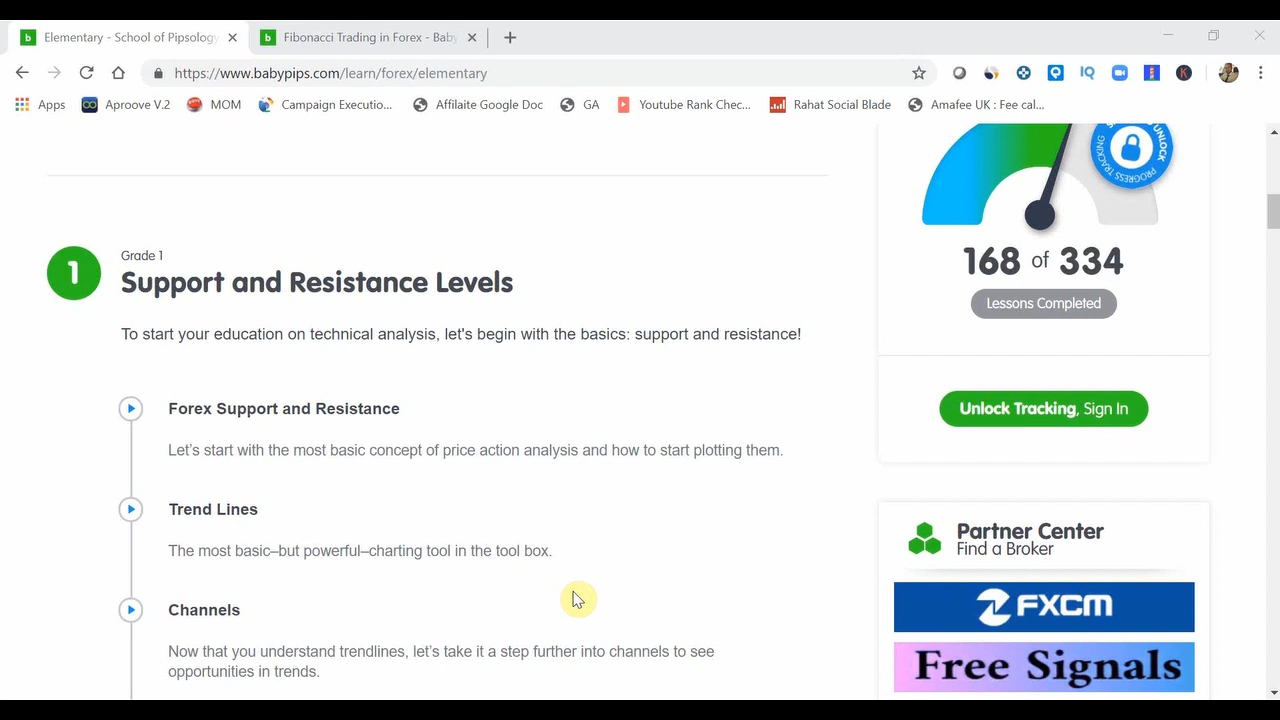 Elementary - School of Pipsology
Fibonacci Trading in Forex - Baby
https://www.babypips.com/learn/forex/elementary
Apps
Aproove V.2
MOM
Campaign Executio...
Affilaite Google Doc
GA
Youtube Rank Chec...
Rahat Social Blade
Amafee UK : Fee cal...
IQ
K
UNLOCK
PROGRESS TRACKING
168 of 334
Lessons Completed
Unlock Tracking, Sign In
1
Grade 1
Support and Resistance Levels
To start your education on technical analysis, let's begin with the basics: support and resistance!
Forex Support and Resistance
Let's start with the most basic concept of price action analysis and how to start plotting them.
Trend Lines
The most basic–but powerful–charting tool in the tool box.
Channels
Now that you understand trendlines, let's take it a step further into channels to see
opportunities in trends.
Partner Center
Find a Broker
FXCM
Free Signals